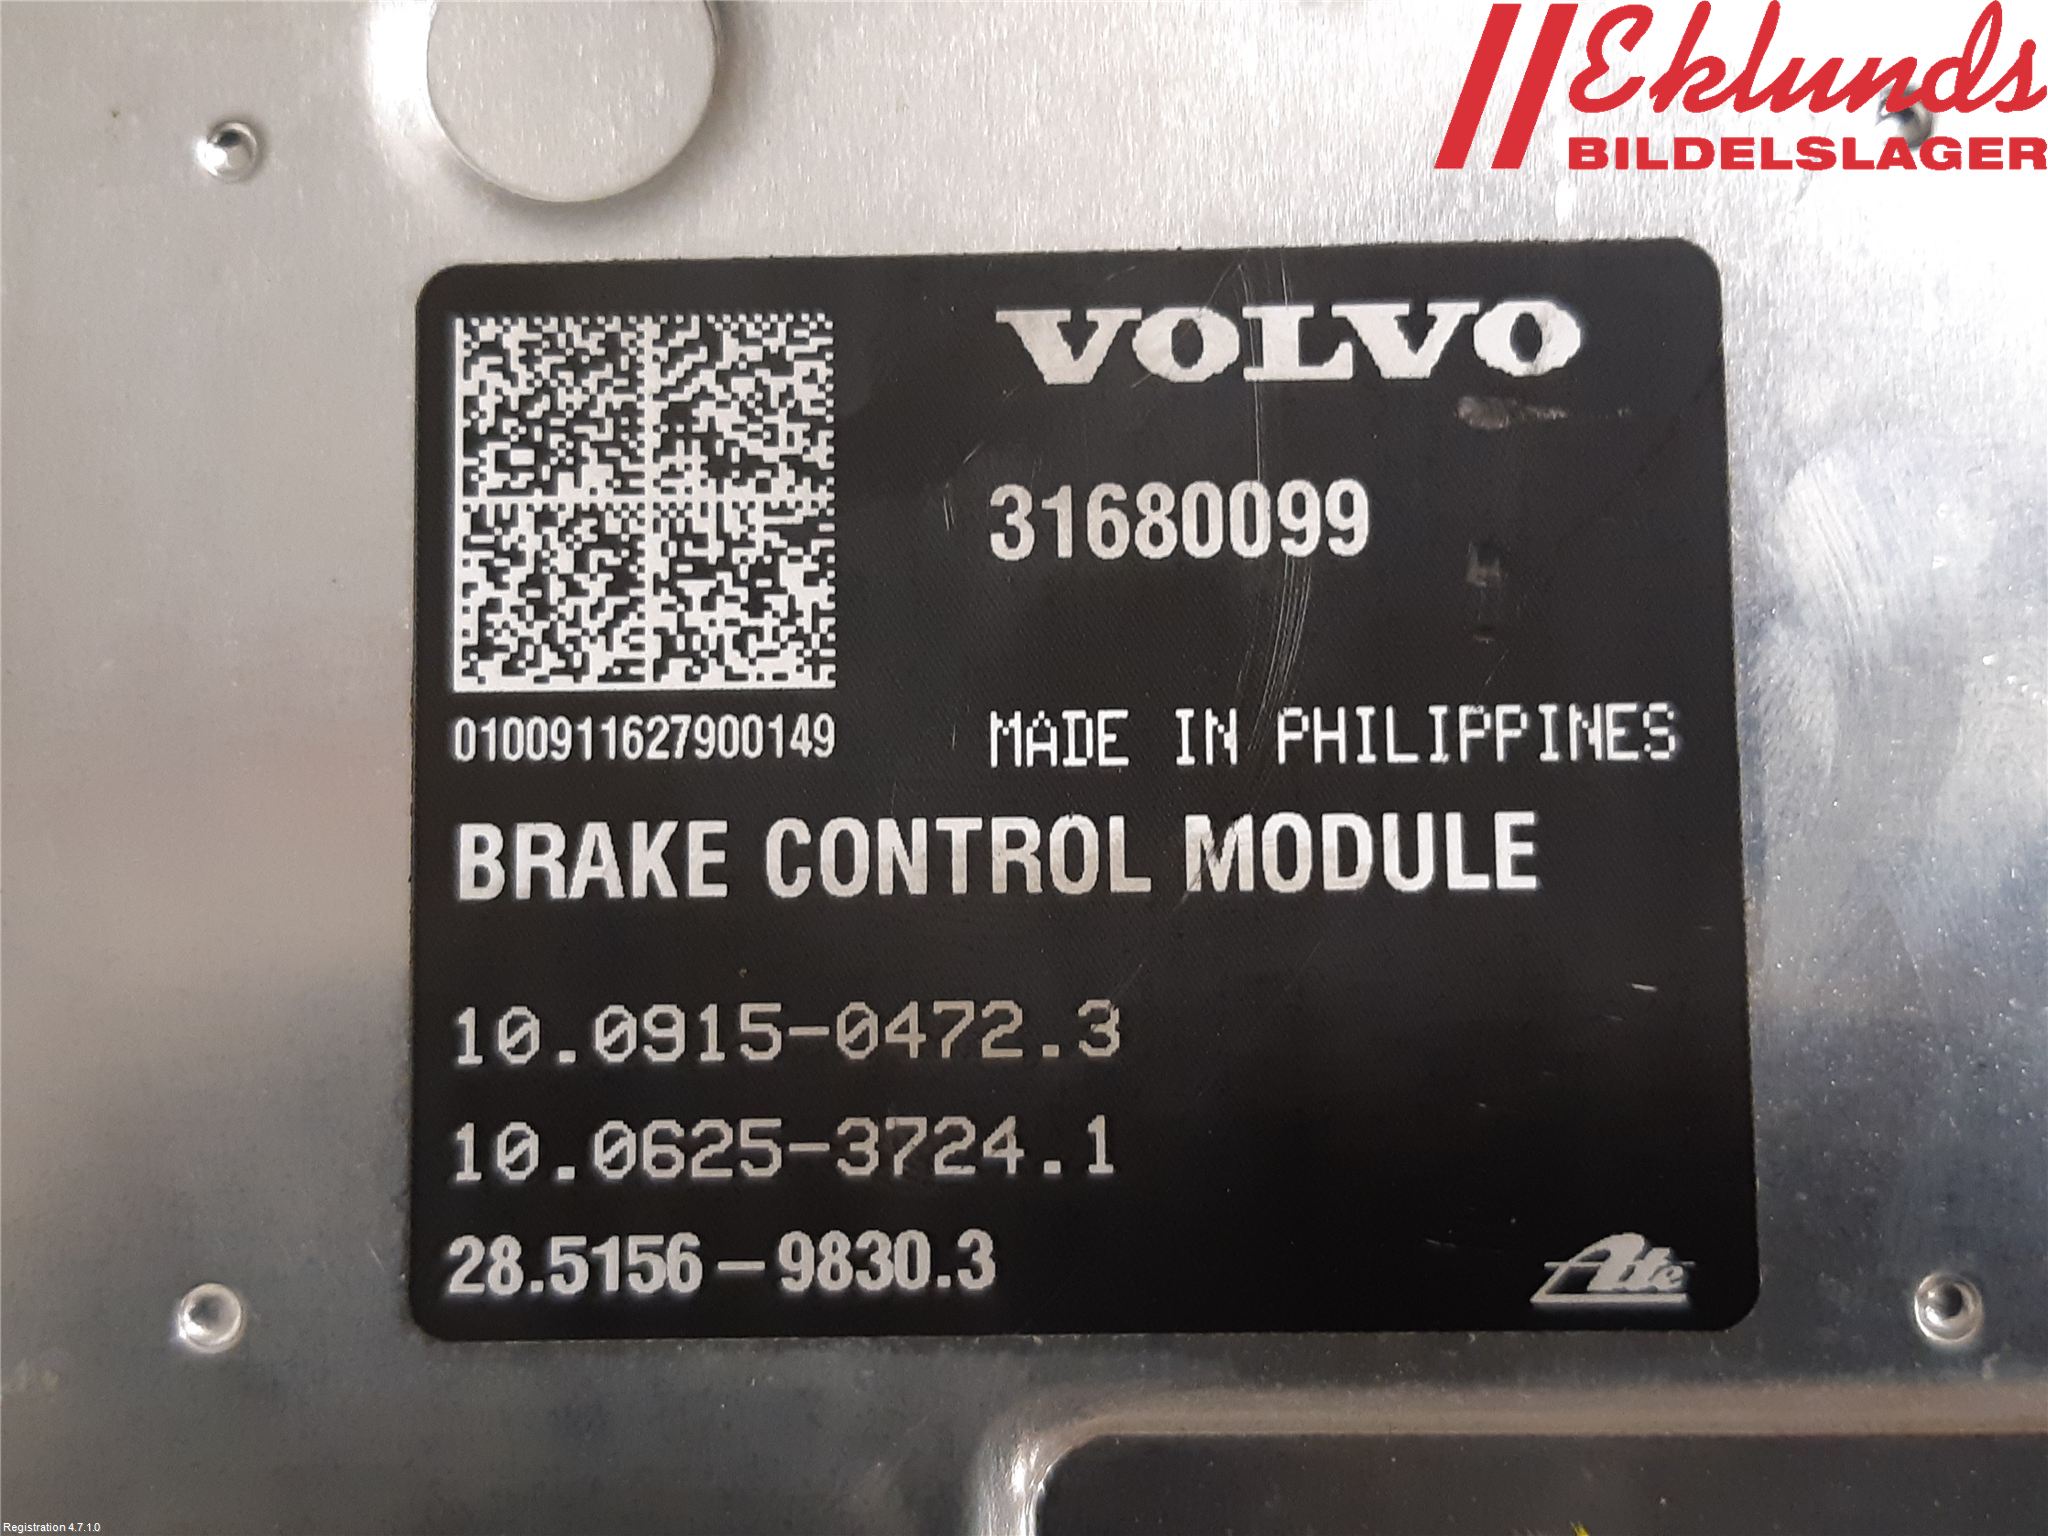 Eklunds
BILDELSLAGER
VOLVO
31680099
0100911627900149
MADE IN PHILIPPINES
BRAKE CONTROL MODULE
10.0915-0472.3
10.0625-3724.1
28.5156-9830.3
Ate
Registration 4.7.1.0